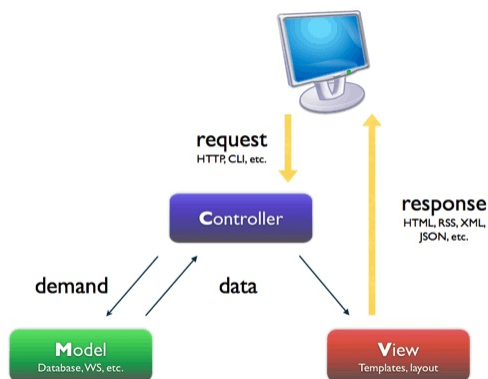 request
HTTP, CLI, etc.
Controller
response
HTML, RSS, XML,
JSON, etc.
demand
data
Model
Database, WS, etc.
View
Templates, layout